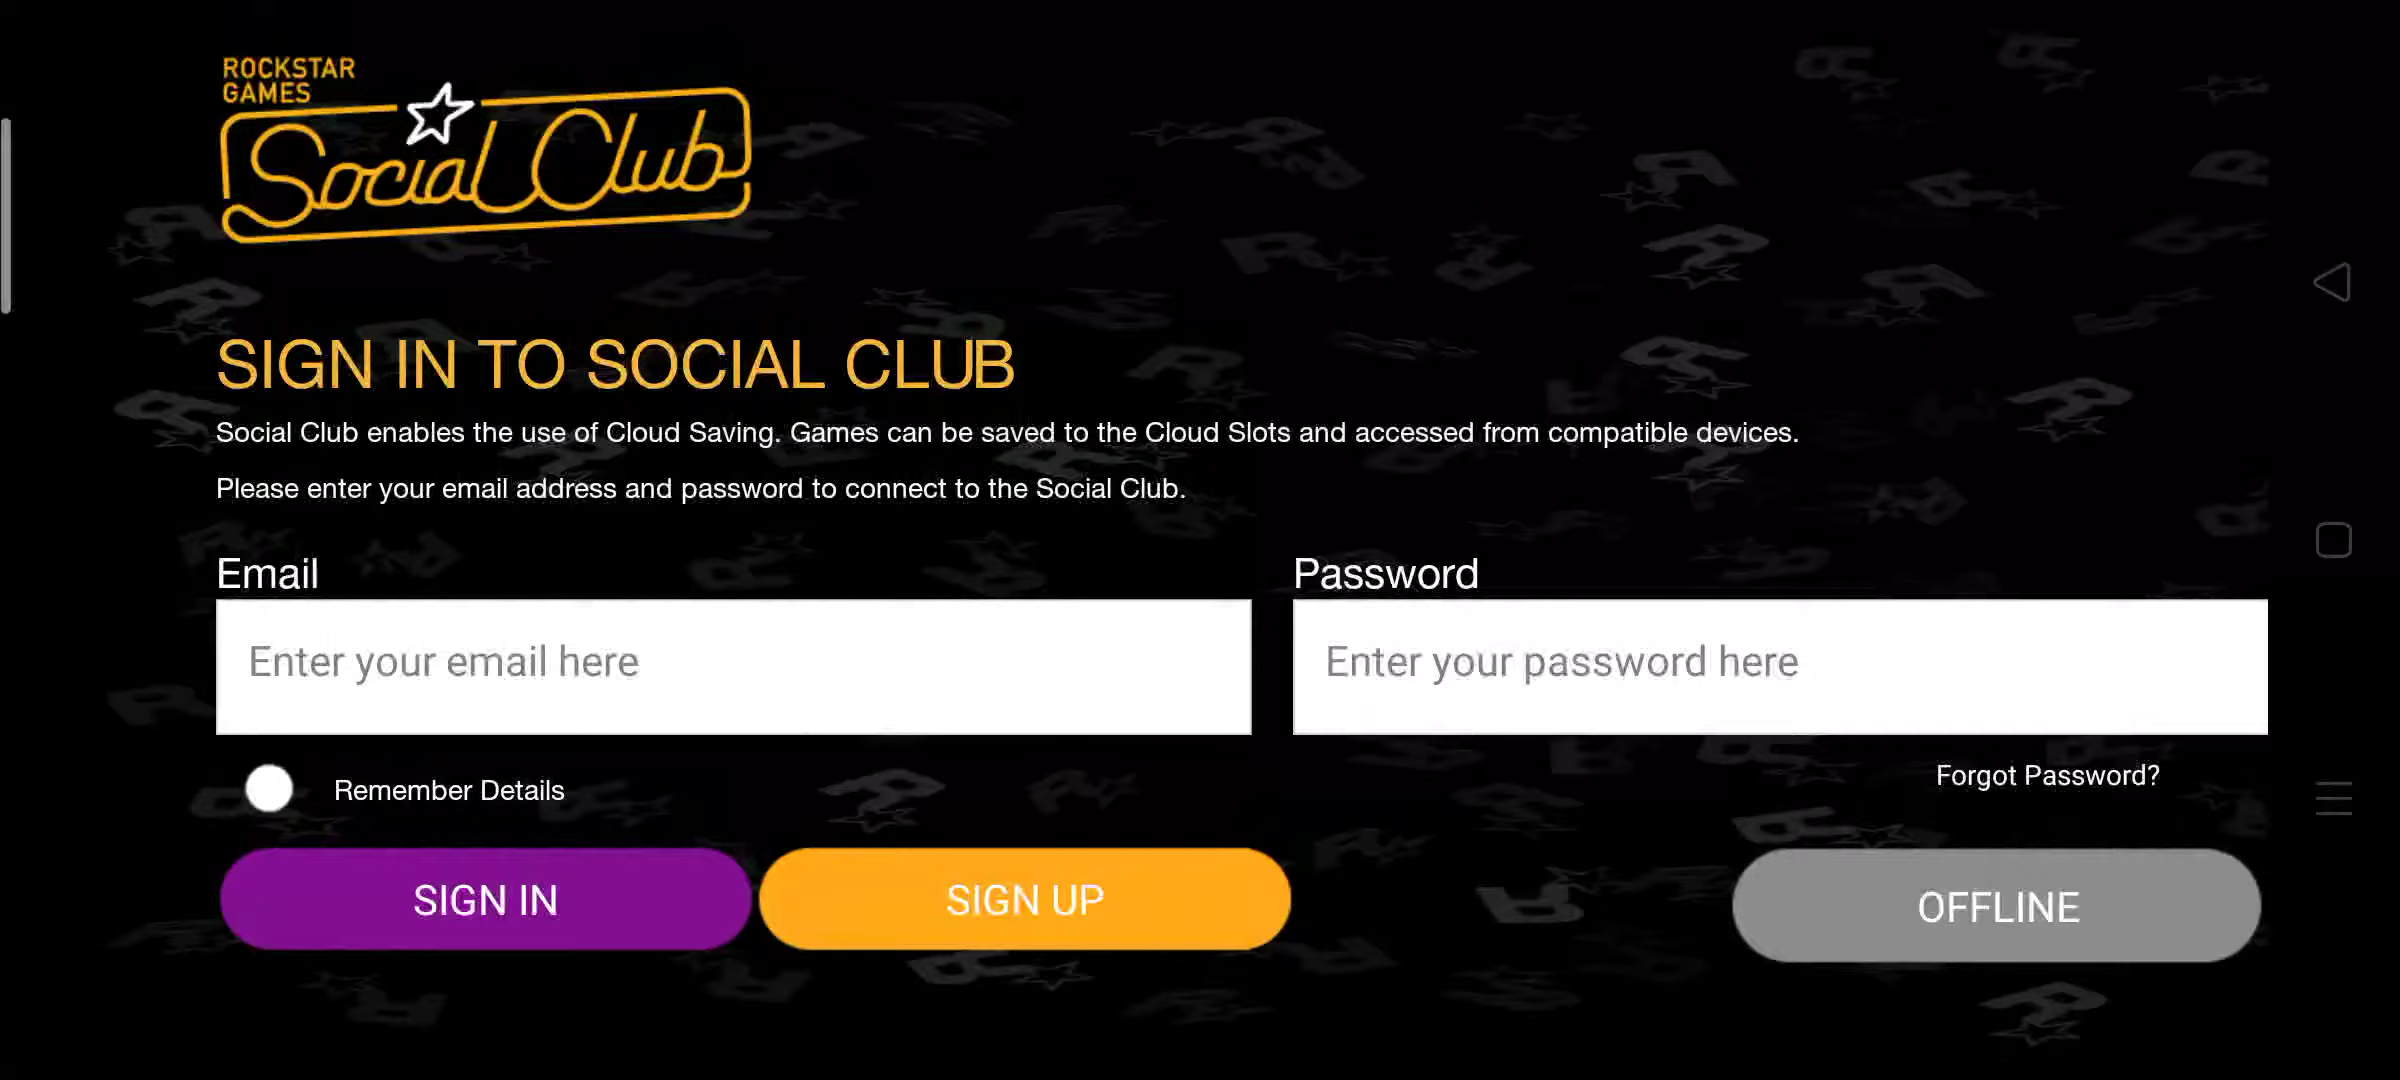 ROCKSTAR
GAMES
Social Club
SIGN IN TO SOCIAL CLUB
Social Club enables the use of Cloud Saving. Games can be saved to the Cloud Slots and accessed from compatible devices.
Please enter your email address and password to connect to the Social Club.
Email
Password
Enter your email here
Enter your password here
Remember Details
Forgot Password?
SIGN IN
SIGN UP
OFFLINE